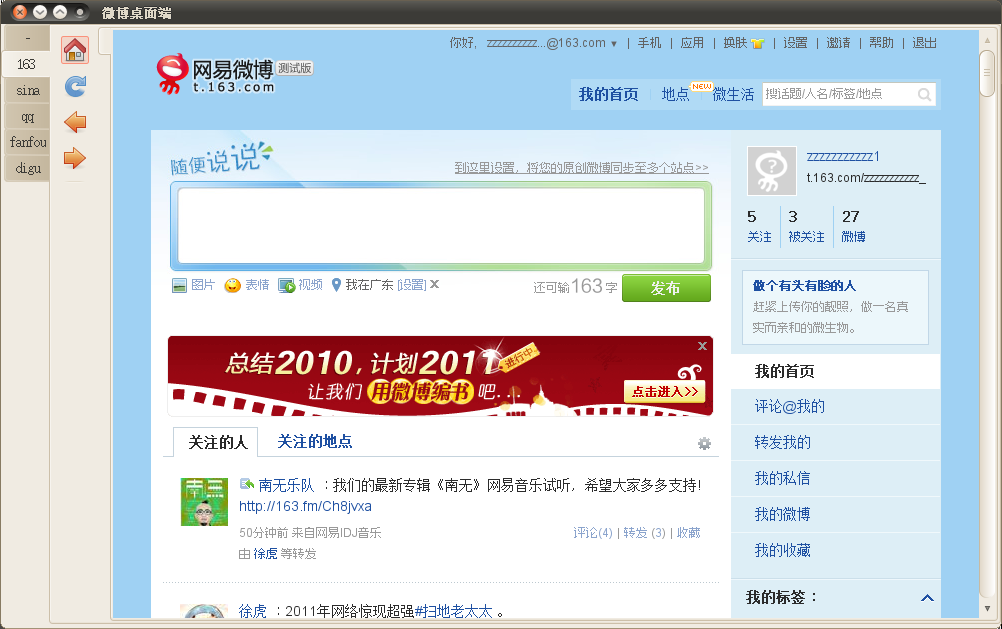 微博桌面端
-
163
sina
qq
fanfou
digu
你好, zzzzzzzzzz...@163.com ▾ | 手机 | 应用 | 换肤 | 设置 | 邀请 | 帮助 | 退出
网易微博 测试版
t.163.com
我的首页 地点 NEW 微生活 搜话题/人名/标签/地点
随便说说
到这里设置，将您的原创微博同步至多个站点>>
图片 表情 视频 我在广东 [设置] X
还可输163字 发布
总结2010, 计划2011 进行中
让我们 用微博编书 吧...
点击进入>>
关注的人 关注的地点
南无乐队 ：我们的最新专辑《南无》网易音乐试听，希望大家多多支持!
http://163.fm/Ch8jvxa
50分钟前 来自网易IDJ音乐 评论(4) | 转发 (3) | 收藏
由 徐虎 等转发
徐虎 ：2011年网络惊现超强#扫地老太太 。
zzzzzzzzzzz1
t.163.com/zzzzzzzzzzz_
5 3 27
关注 被关注 微博
做个有头有脸的人
赶紧上传你的靓照，做一名真
实而亲和的微生物。
我的首页
评论@我的
转发我的
我的私信
我的微博
我的收藏
我的标签：